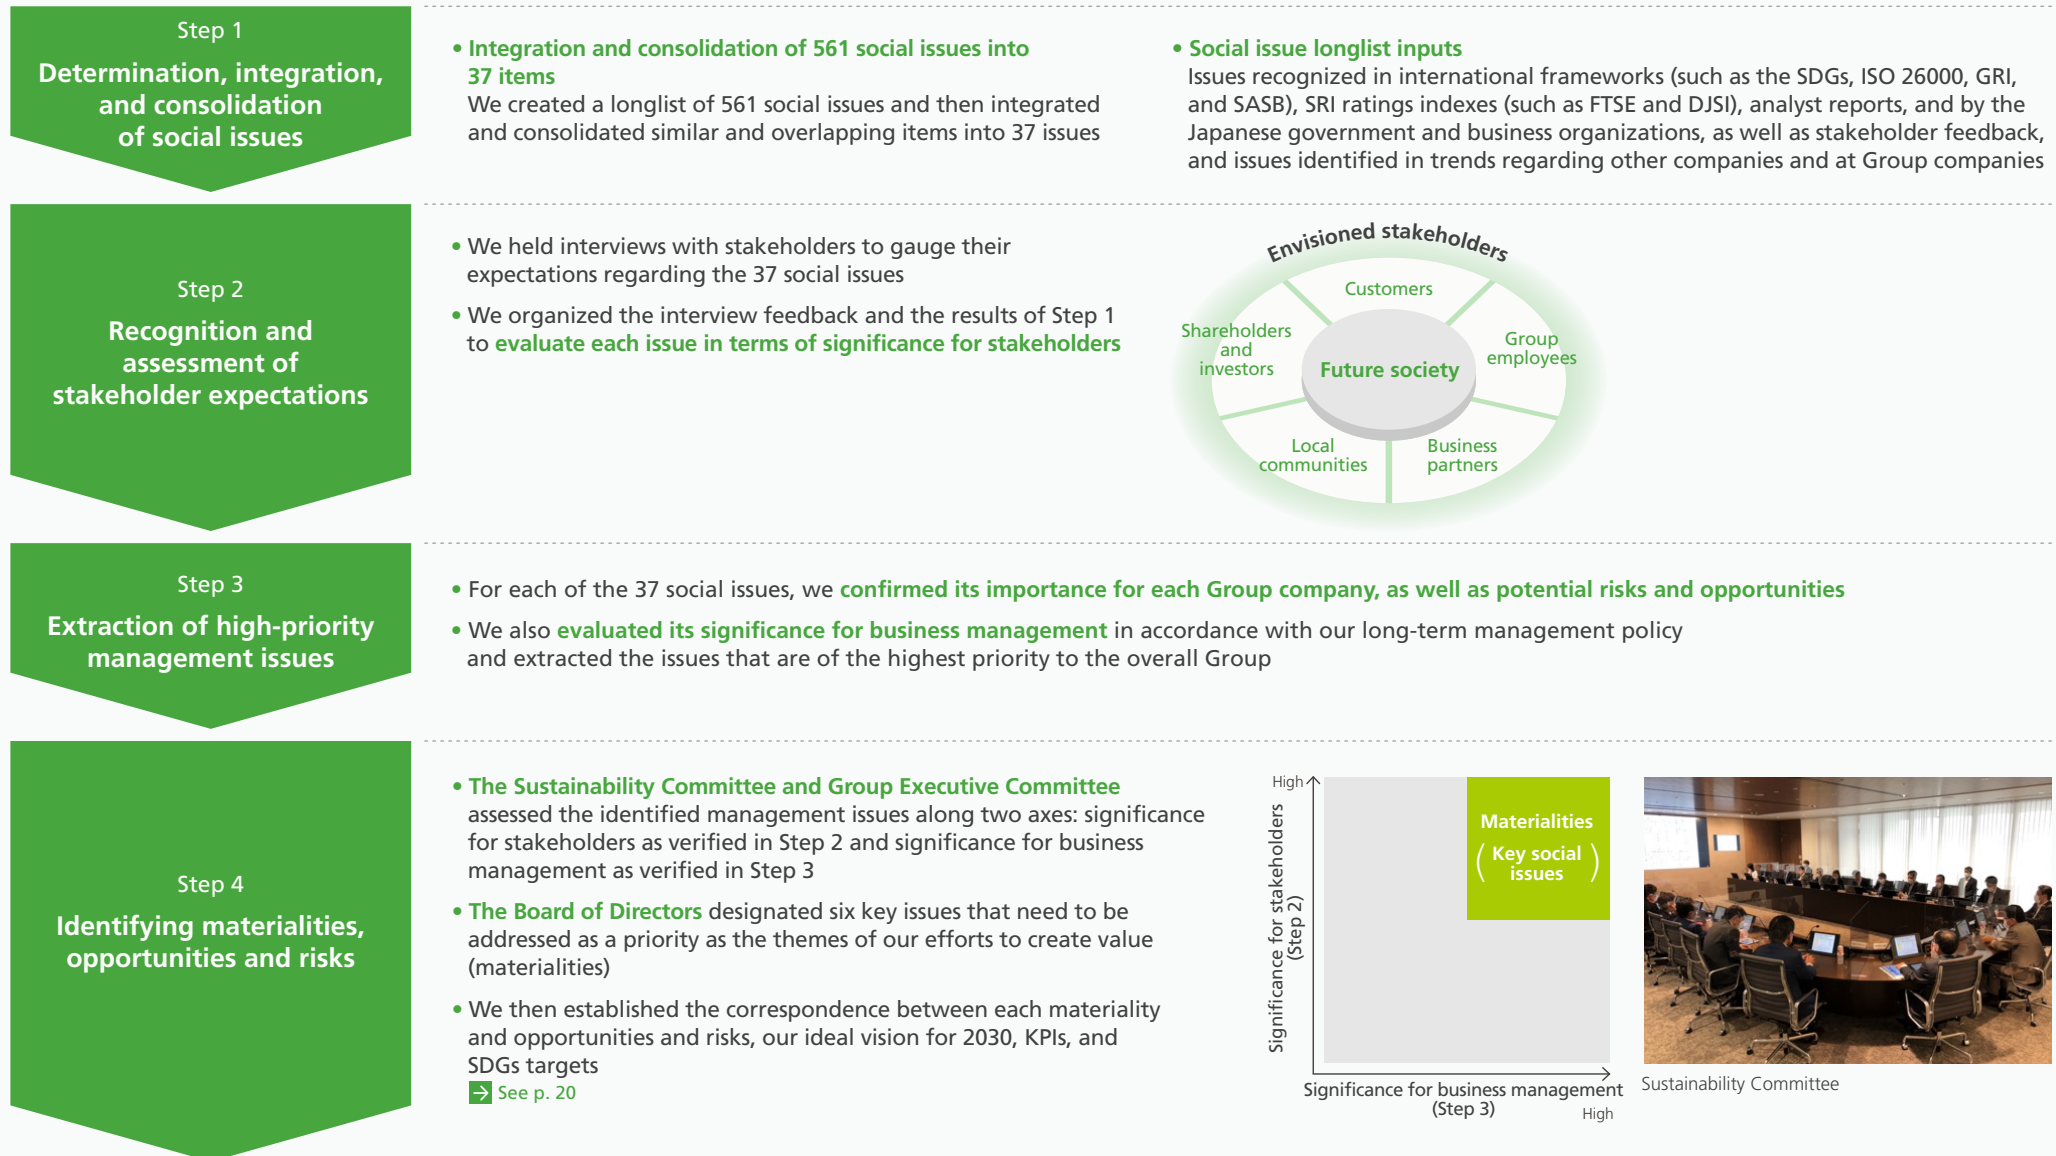 Step 1
Determination, integration,
and consolidation
of social issues
• Integration and consolidation of 561 social issues into
37 items
We created a longlist of 561 social issues and then integrated
and consolidated similar and overlapping items into 37 issues
• Social issue longlist inputs
Issues recognized in international frameworks (such as the SDGs, ISO 26000, GRI,
and SASB), SRI ratings indexes (such as FTSE and DJSI), analyst reports, and by the
Japanese government and business organizations, as well as stakeholder feedback,
and issues identified in trends regarding other companies and at Group companies
Step 2
Recognition and
assessment of
stakeholder expectations
• We held interviews with stakeholders to gauge their
expectations regarding the 37 social issues
• We organized the interview feedback and the results of Step 1
to evaluate each issue in terms of significance for stakeholders
Envisioned stakeholders
Customers
Shareholders
and
investors
Group
employees
Future society
Local
communities
Business
partners
Step 3
Extraction of high-priority
management issues
• For each of the 37 social issues, we confirmed its importance for each Group company, as well as potential risks and opportunities
• We also evaluated its significance for business management in accordance with our long-term management policy
and extracted the issues that are of the highest priority to the overall Group
Step 4
Identifying materialities,
opportunities and risks
• The Sustainability Committee and Group Executive Committee
assessed the identified management issues along two axes: significance
for stakeholders as verified in Step 2 and significance for business
management as verified in Step 3
• The Board of Directors designated six key issues that need to be
addressed as a priority as the themes of our efforts to create value
(materialities)
• We then established the correspondence between each materiality
and opportunities and risks, our ideal vision for 2030, KPIs, and
SDGs targets
See p. 20
High
Significance for stakeholders
(Step 2)
Materialities
(Key social
issues)
Significance for business management
(Step 3)
High
Sustainability Committee